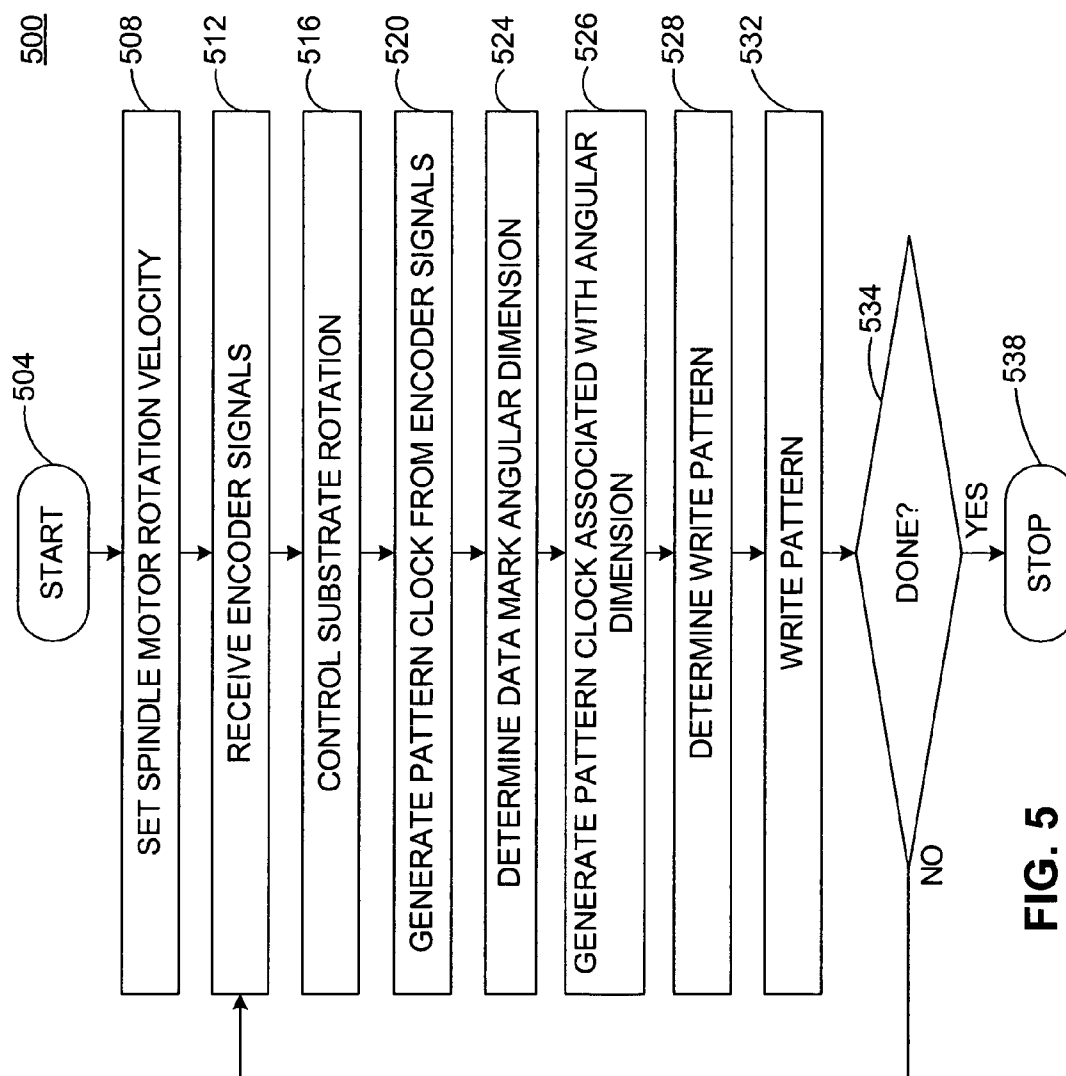 500
START
504
SET SPINDLE MOTOR ROTATION VELOCITY
508
RECEIVE ENCODER SIGNALS
512
CONTROL SUBSTRATE ROTATION
516
GENERATE PATTERN CLOCK FROM ENCODER SIGNALS
520
DETERMINE DATA MARK ANGULAR DIMENSION
524
GENERATE PATTERN CLOCK ASSOCIATED WITH ANGULAR
DIMENSION
526
DETERMINE WRITE PATTERN
528
WRITE PATTERN
532
DONE?
534
NO
YES
STOP
538
FIG. 5